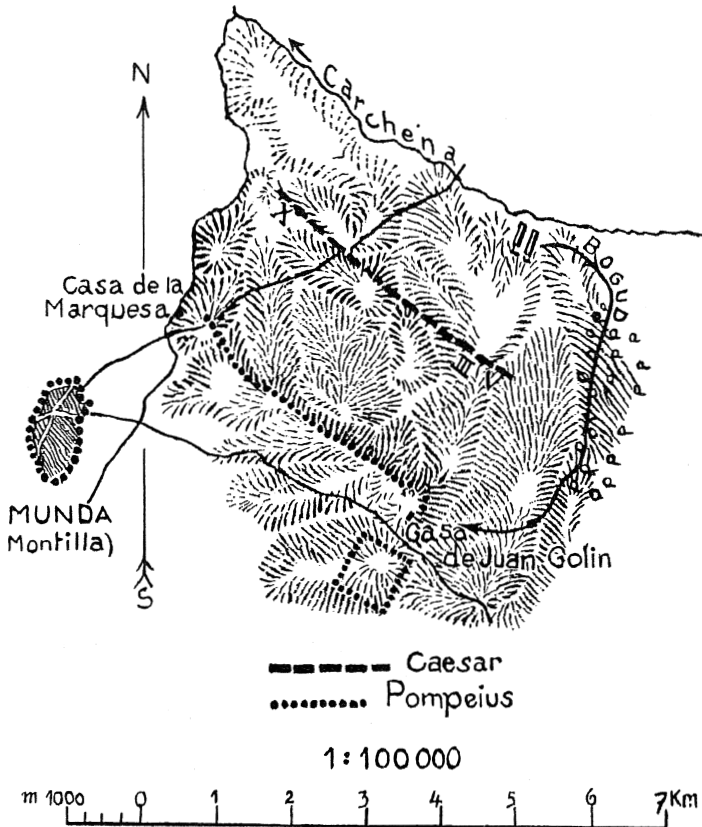 N
Carchena
X
BOGUD
Casa de la
Marquesa
III V
MUNDA
Montilla)
Casa
de Juan Golin
S
Caesar
Pompeius
1:100 000
m 1000 0 1 2 3 4 5 6 7 Km